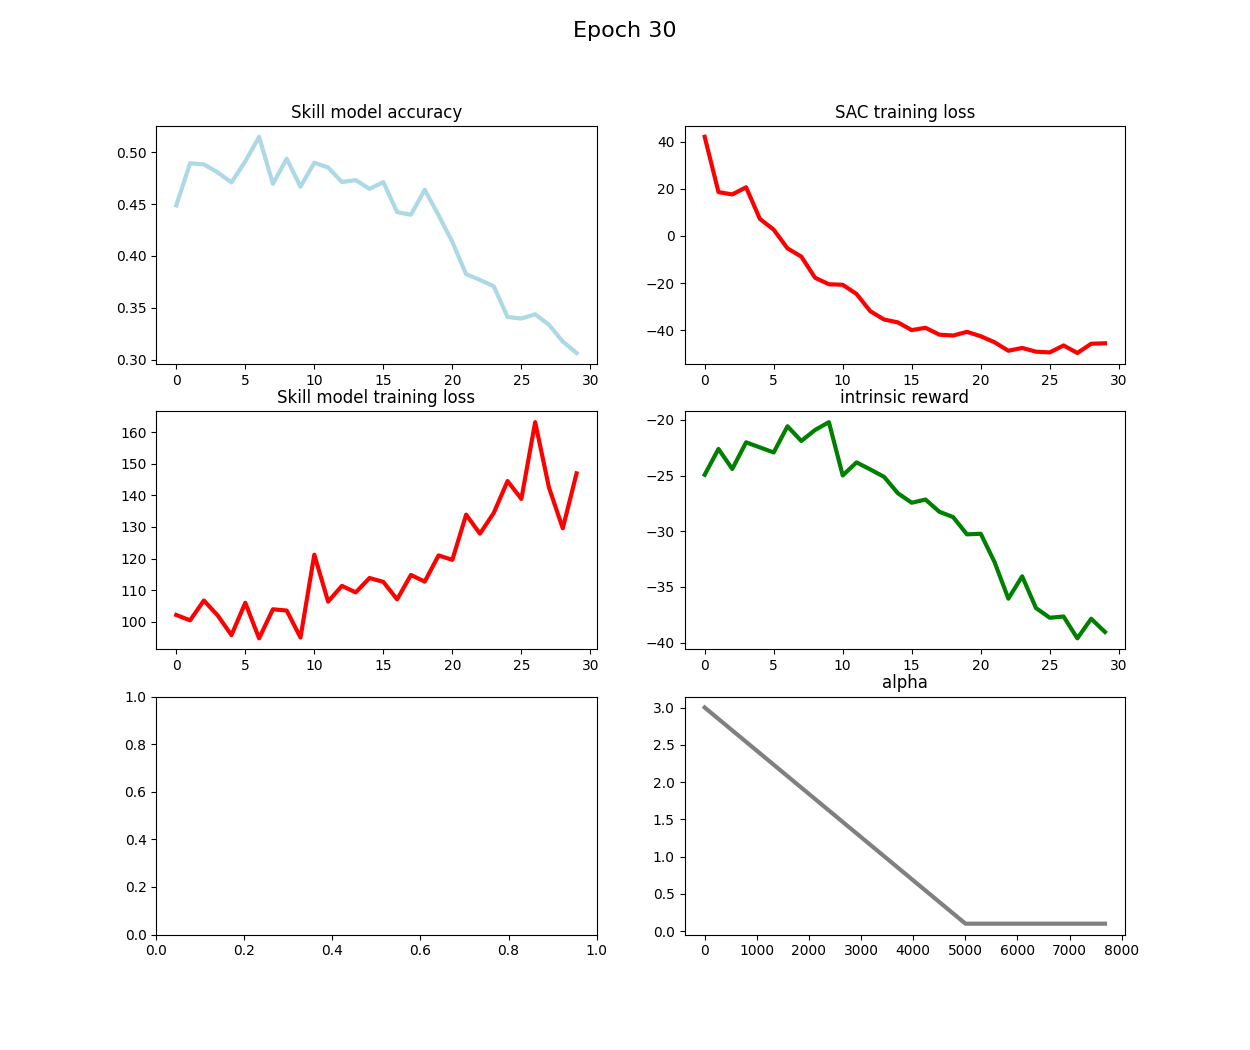 Epoch 30
Skill model accuracy
0.50
0.45
0.40
0.35
0.30
0 5 10 15 20 25 30
SAC training loss
40
20
0
−20
−40
0 5 10 15 20 25 30
Skill model training loss
160
150
140
130
120
110
100
0 5 10 15 20 25 30
intrinsic reward
−20
−25
−30
−35
−40
0 5 10 15 20 25 30
1.0
0.8
0.6
0.4
0.2
0.0
0.0 0.2 0.4 0.6 0.8 1.0
alpha
3.0
2.5
2.0
1.5
1.0
0.5
0.0
0 1000 2000 3000 4000 5000 6000 7000 8000